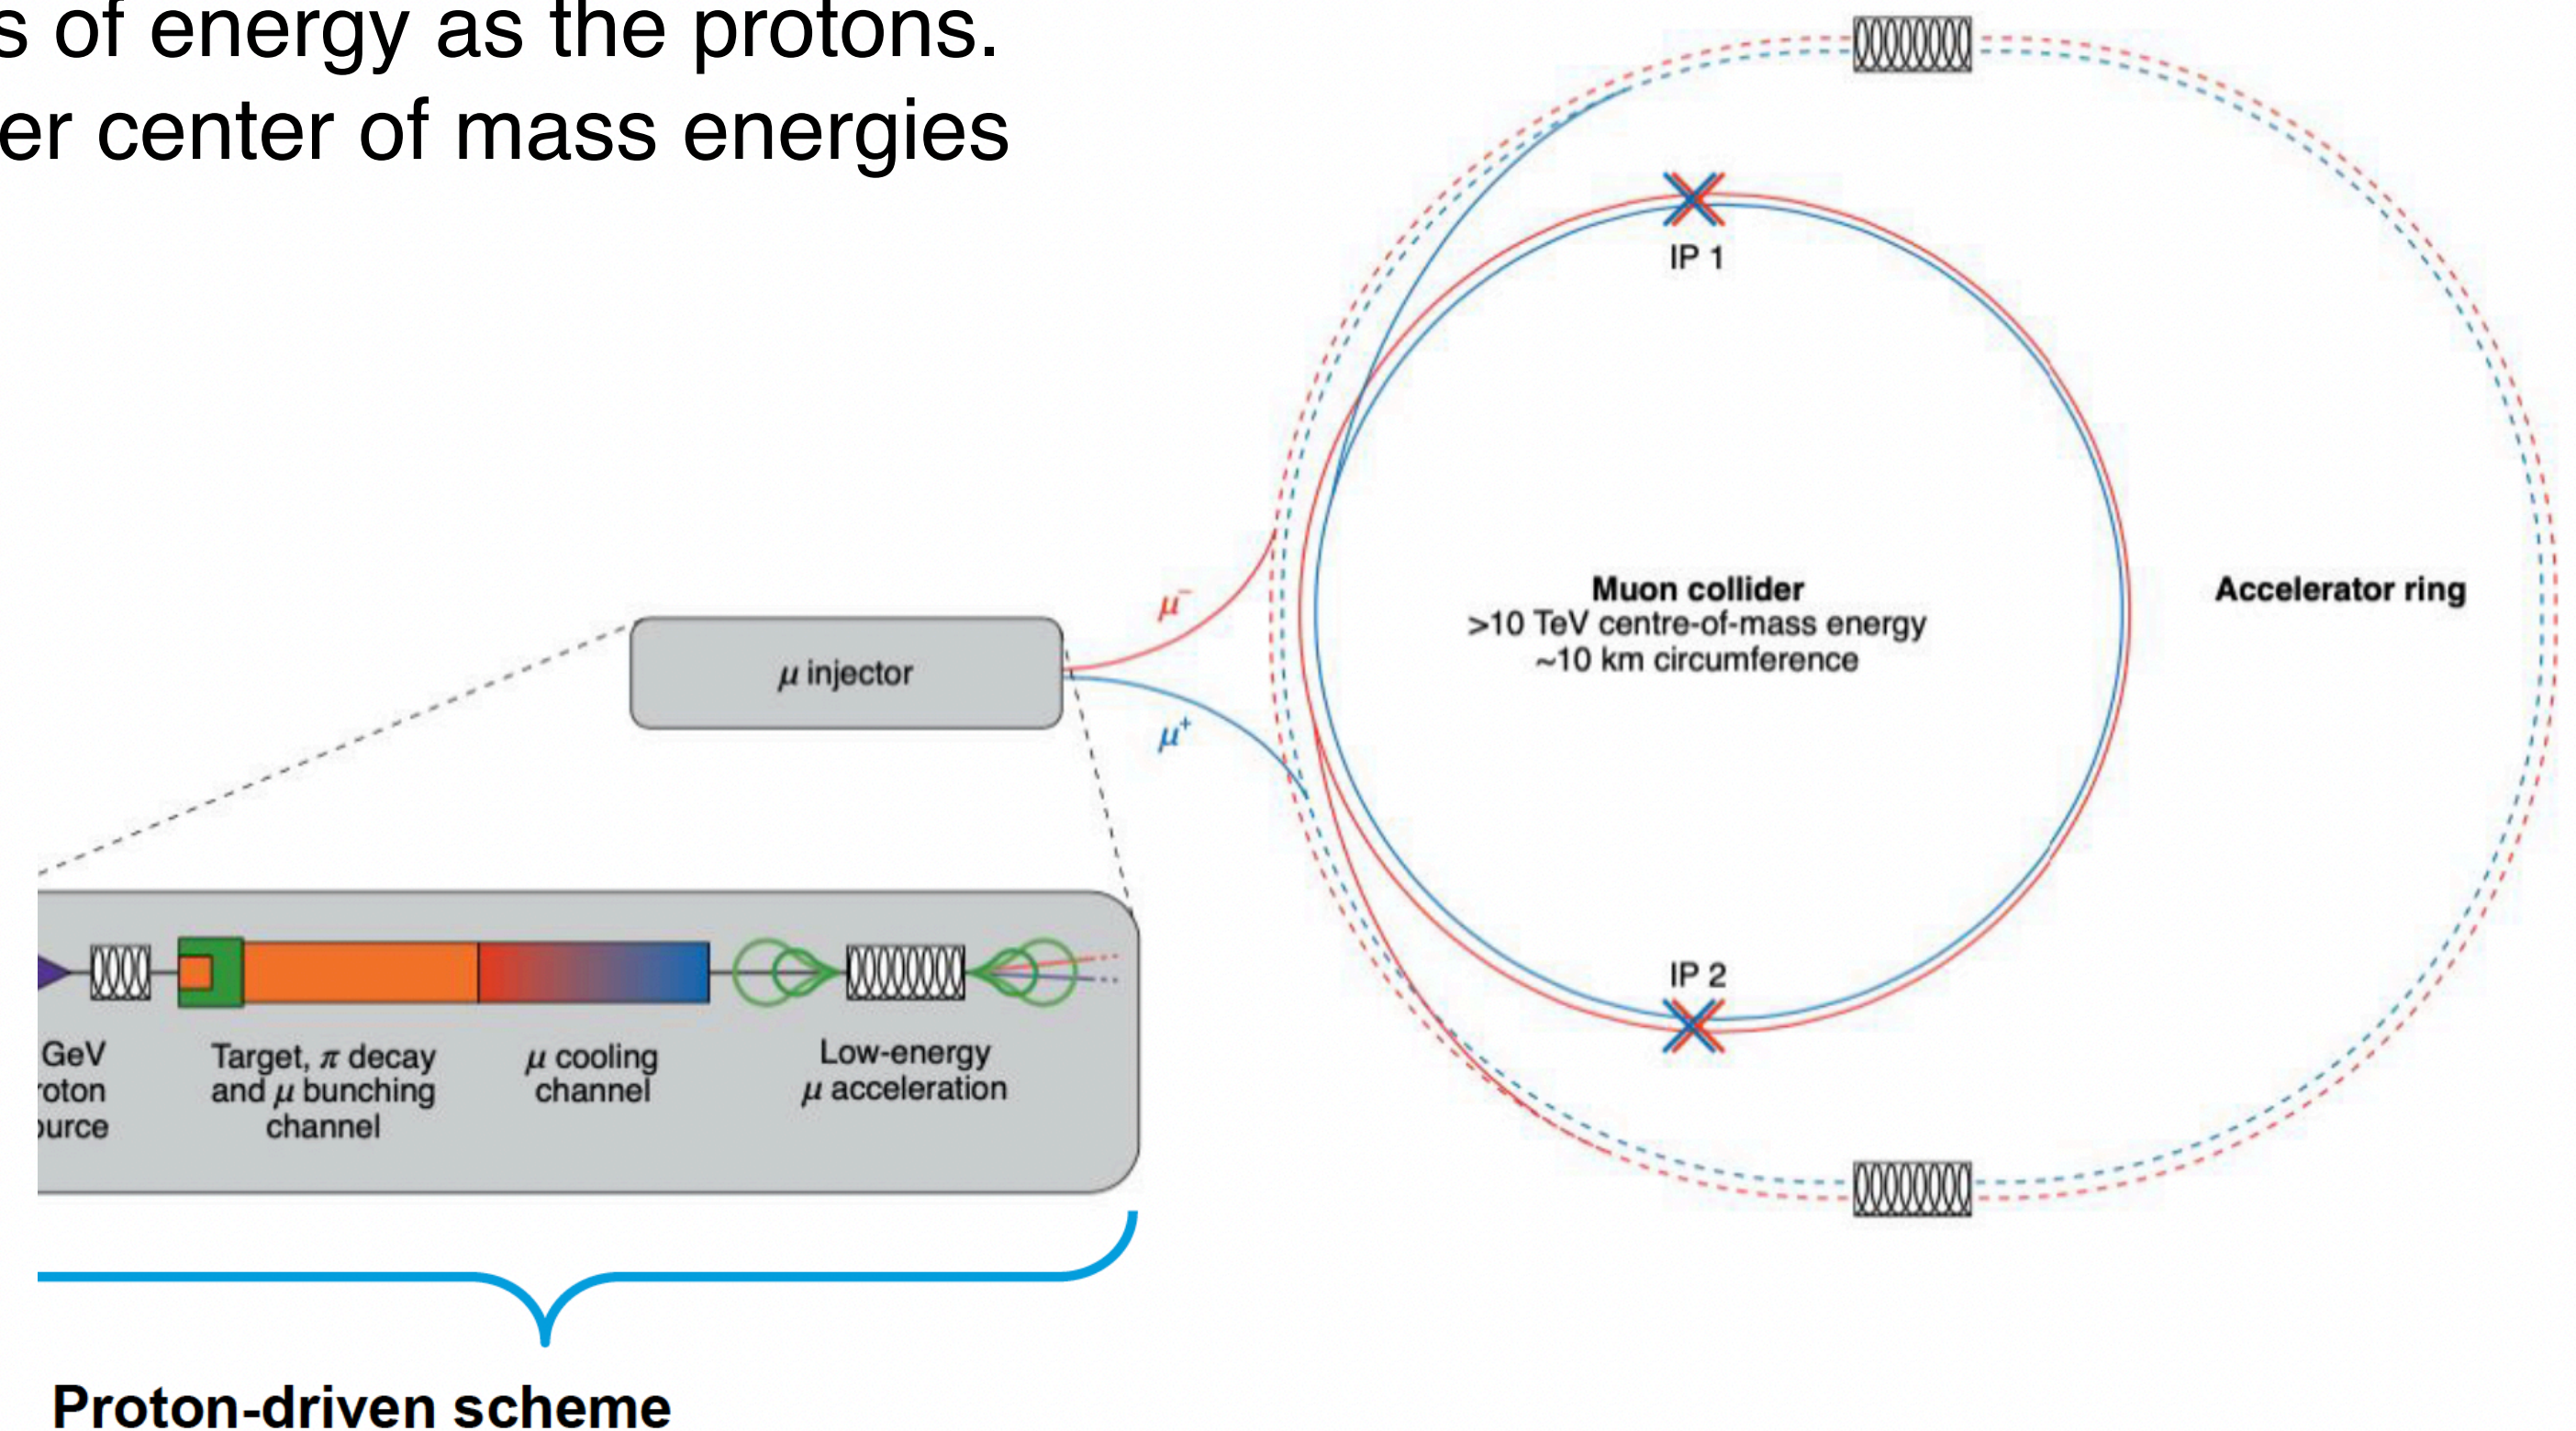 s of energy as the protons.
er center of mass energies
IP 1
Muon collider
>10 TeV centre-of-mass energy
~10 km circumference
Accelerator ring
μ⁻
μ injector
μ⁺
IP 2
GeV
roton
ource
Target, π decay
and μ bunching
channel
μ cooling
channel
Low-energy
μ acceleration
Proton-driven scheme